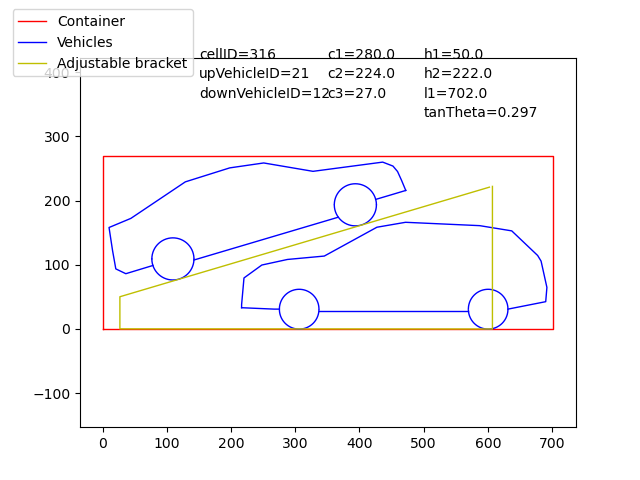 Container
Vehicles
Adjustable bracket
cellID=316 c1=280.0 h1=50.0
upVehicleID=21 c2=224.0 h2=222.0
downVehicleID=12 c3=27.0 l1=702.0
tanTheta=0.297
400
300
200
100
0
−100
0 100 200 300 400 500 600 700